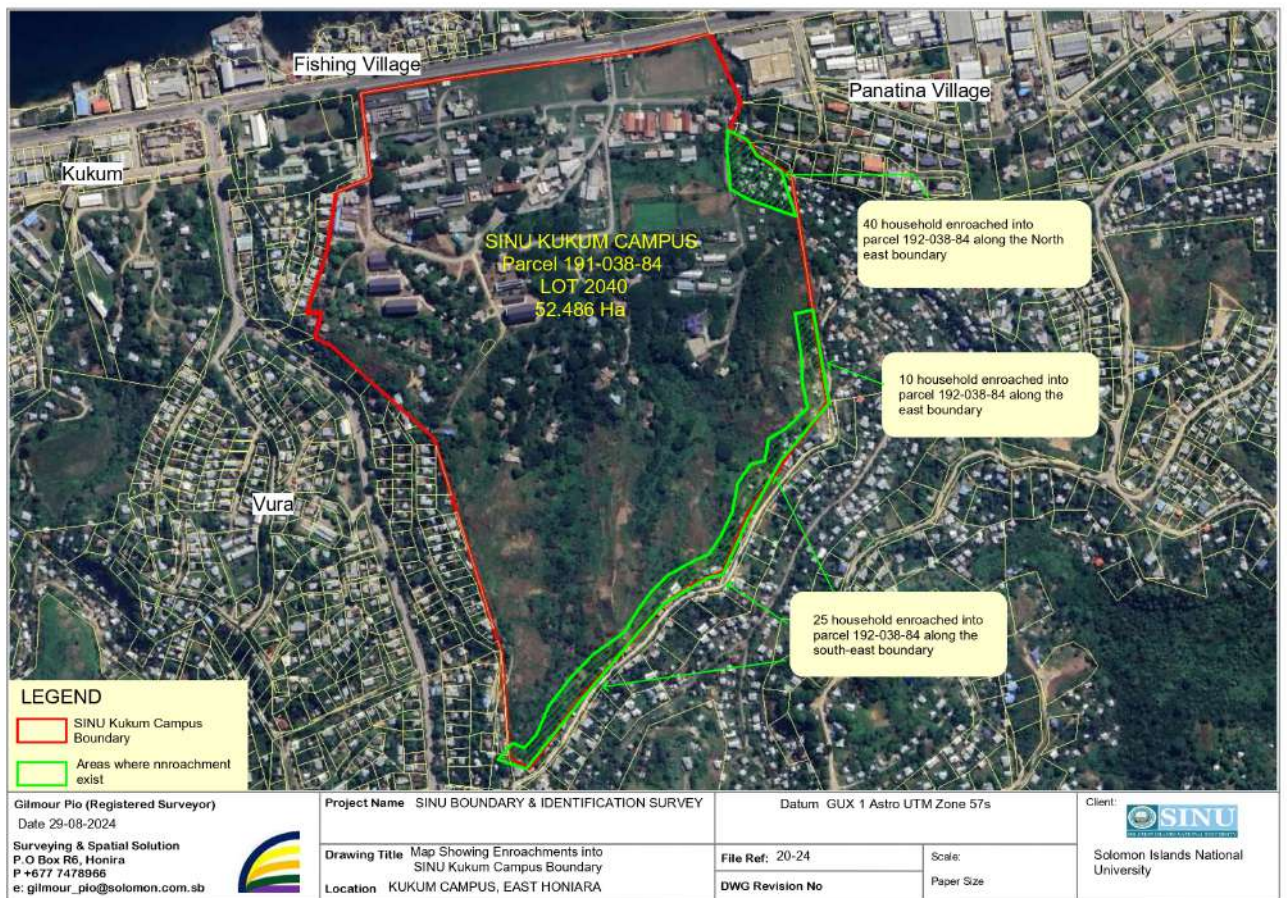 Fishing Village
Panatina Village
Kukum
SINU KUKUM CAMPUS
Parcel 191-038-84
LOT 2040
52.486 Ha
40 household enroached into
parcel 192-038-84 along the North
east boundary
10 household enroached into
parcel 192-038-84 along the
east boundary
Vura
25 household enroached into
parcel 192-038-84 along the
south-east boundary
LEGEND
SINU Kukum Campus
Boundary
Areas where nnroachment
exist
Gilmour Pio (Registered Surveyor)
Date 29-08-2024
Surveying & Spatial Solution
P.O Box R6, Honira
P +677 7478966
e: gilmour_pio@solomon.com.sb
Project Name SINU BOUNDARY & IDENTIFICATION SURVEY
Drawing Title Map Showing Enroachments into
SINU Kukum Campus Boundary
Location KUKUM CAMPUS, EAST HONIARA
Datum GUX 1 Astro UTM Zone 57s
File Ref: 20-24
DWG Revision No
Scale:
Paper Size
Client:
SINU
SOLOMON ISLANDS NATIONAL UNIVERSITY
Solomon Islands National
University